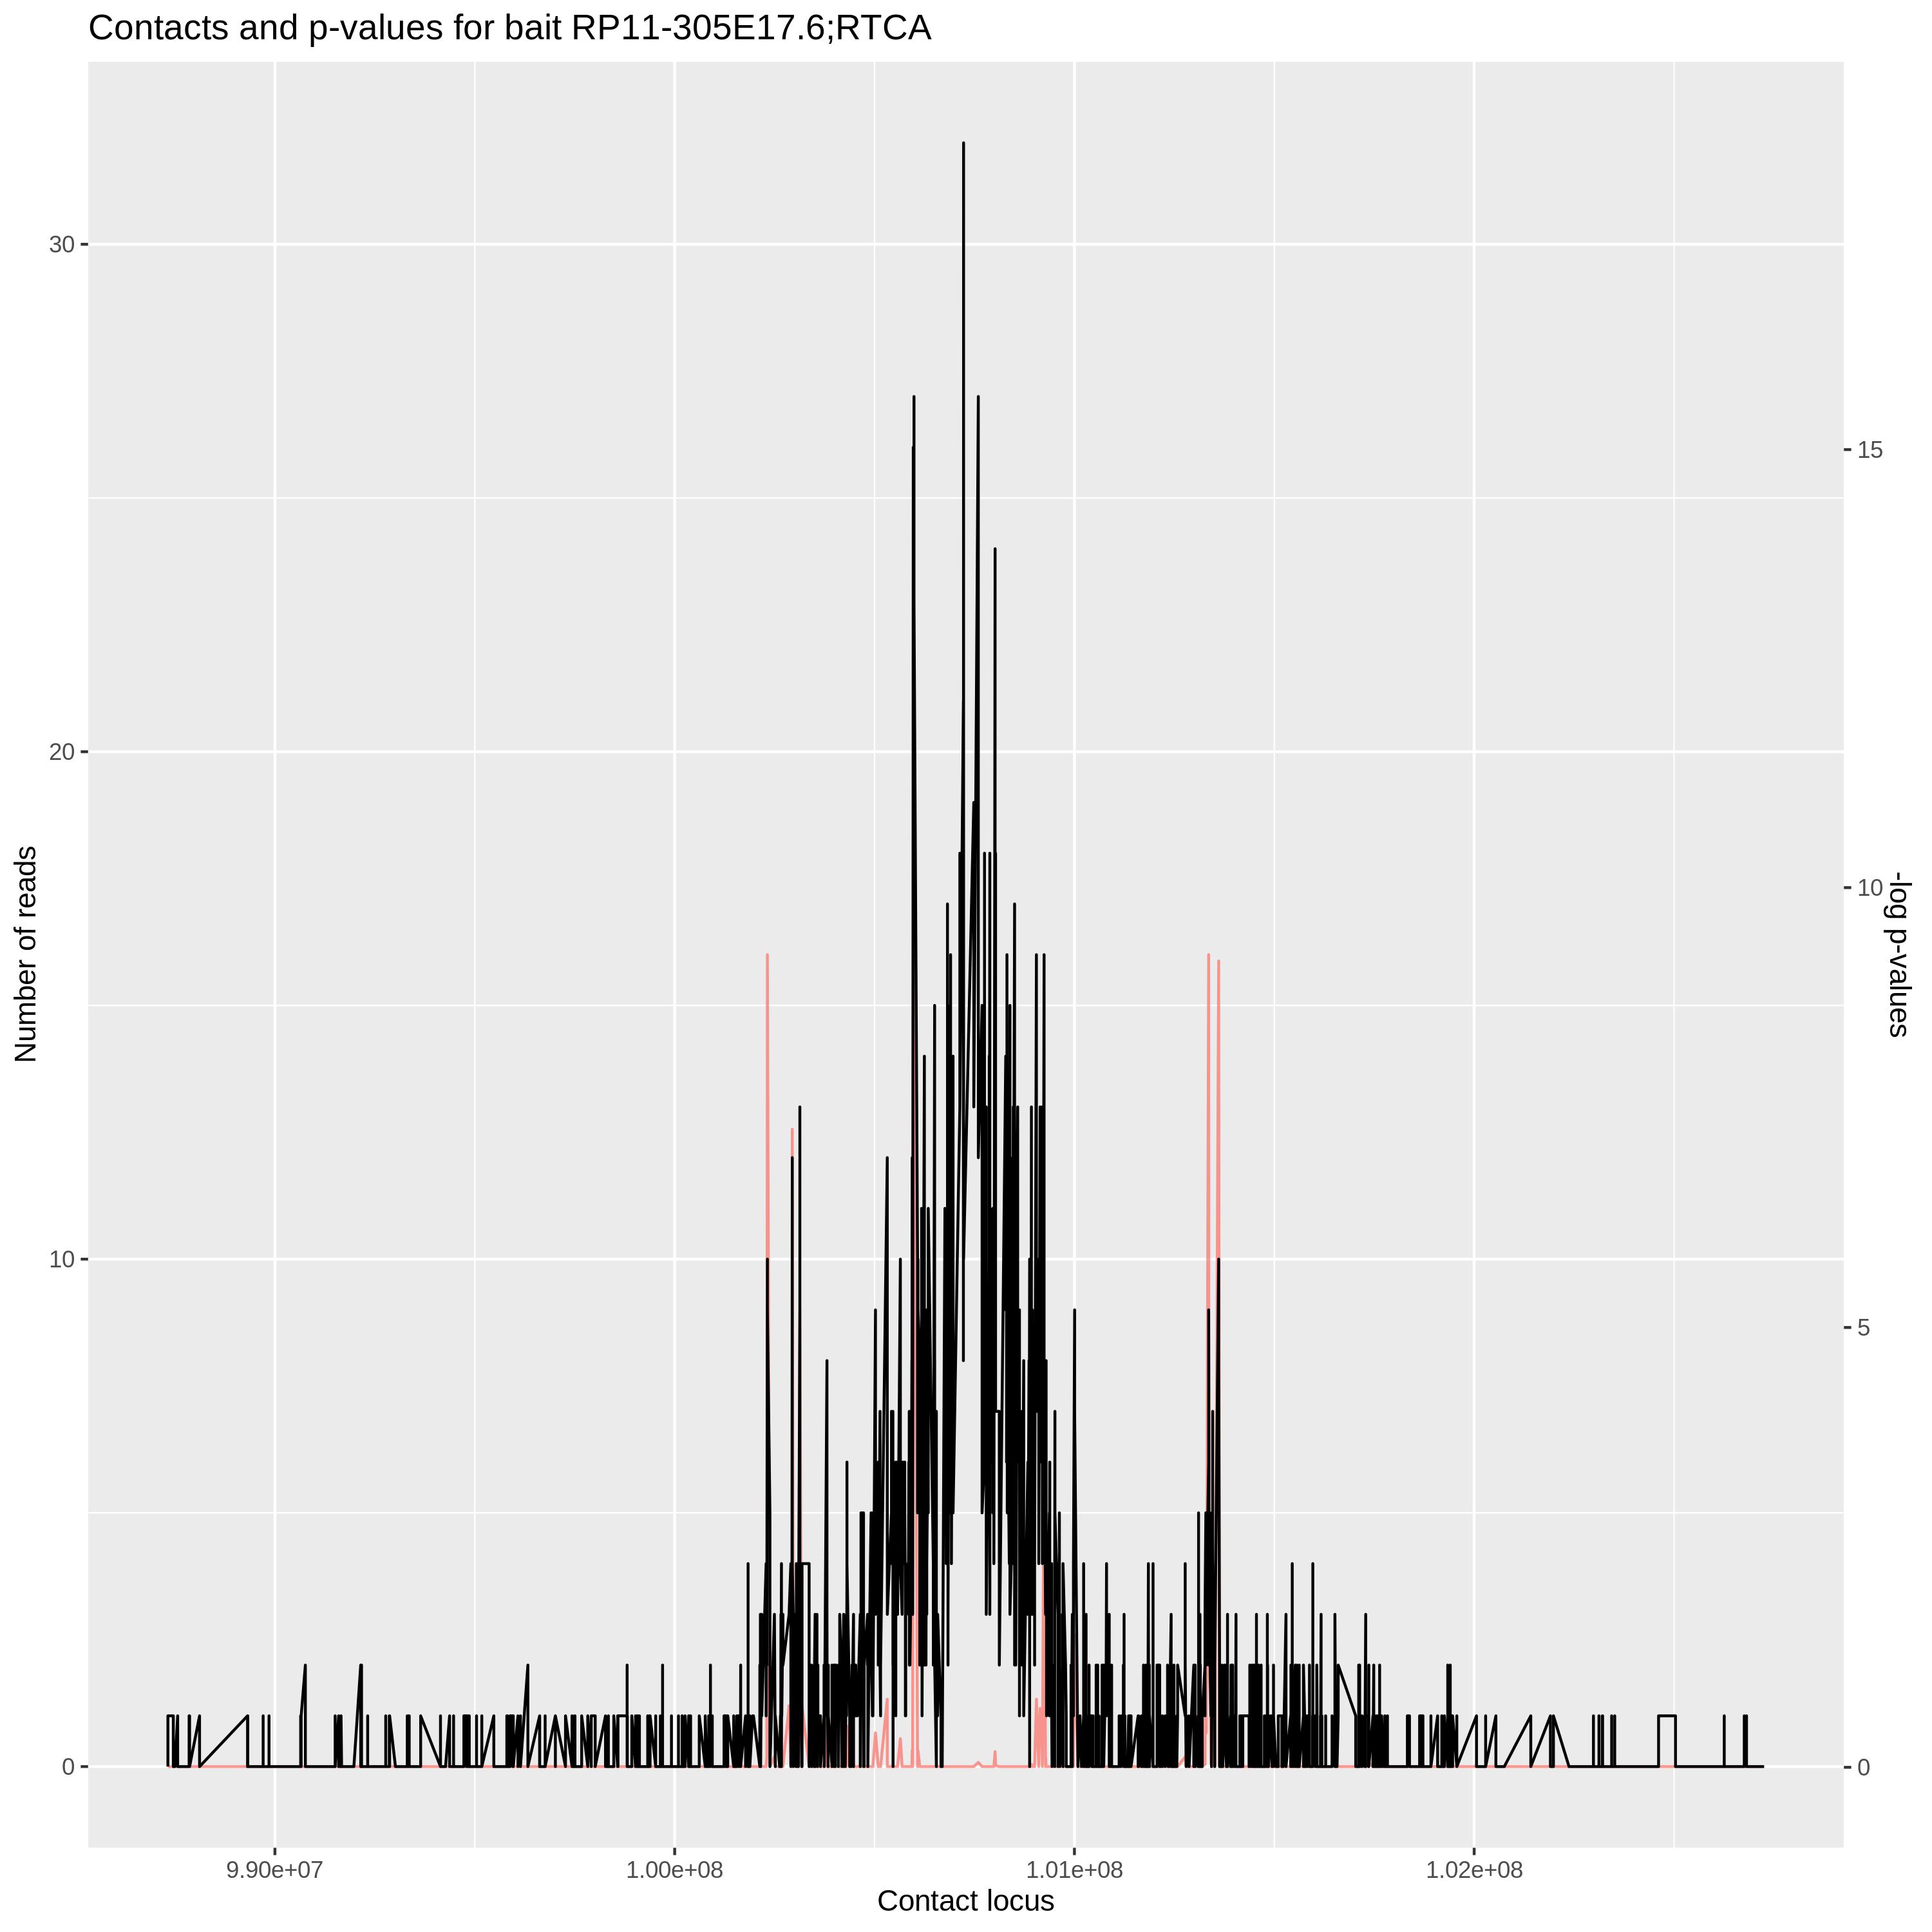 Contacts and p-values for bait RP11-305E17.6;RTCA
30
20
10
0
Number of reads
15
10
5
0
-log p-values
9.90e+07
1.00e+08
1.01e+08
1.02e+08
Contact locus